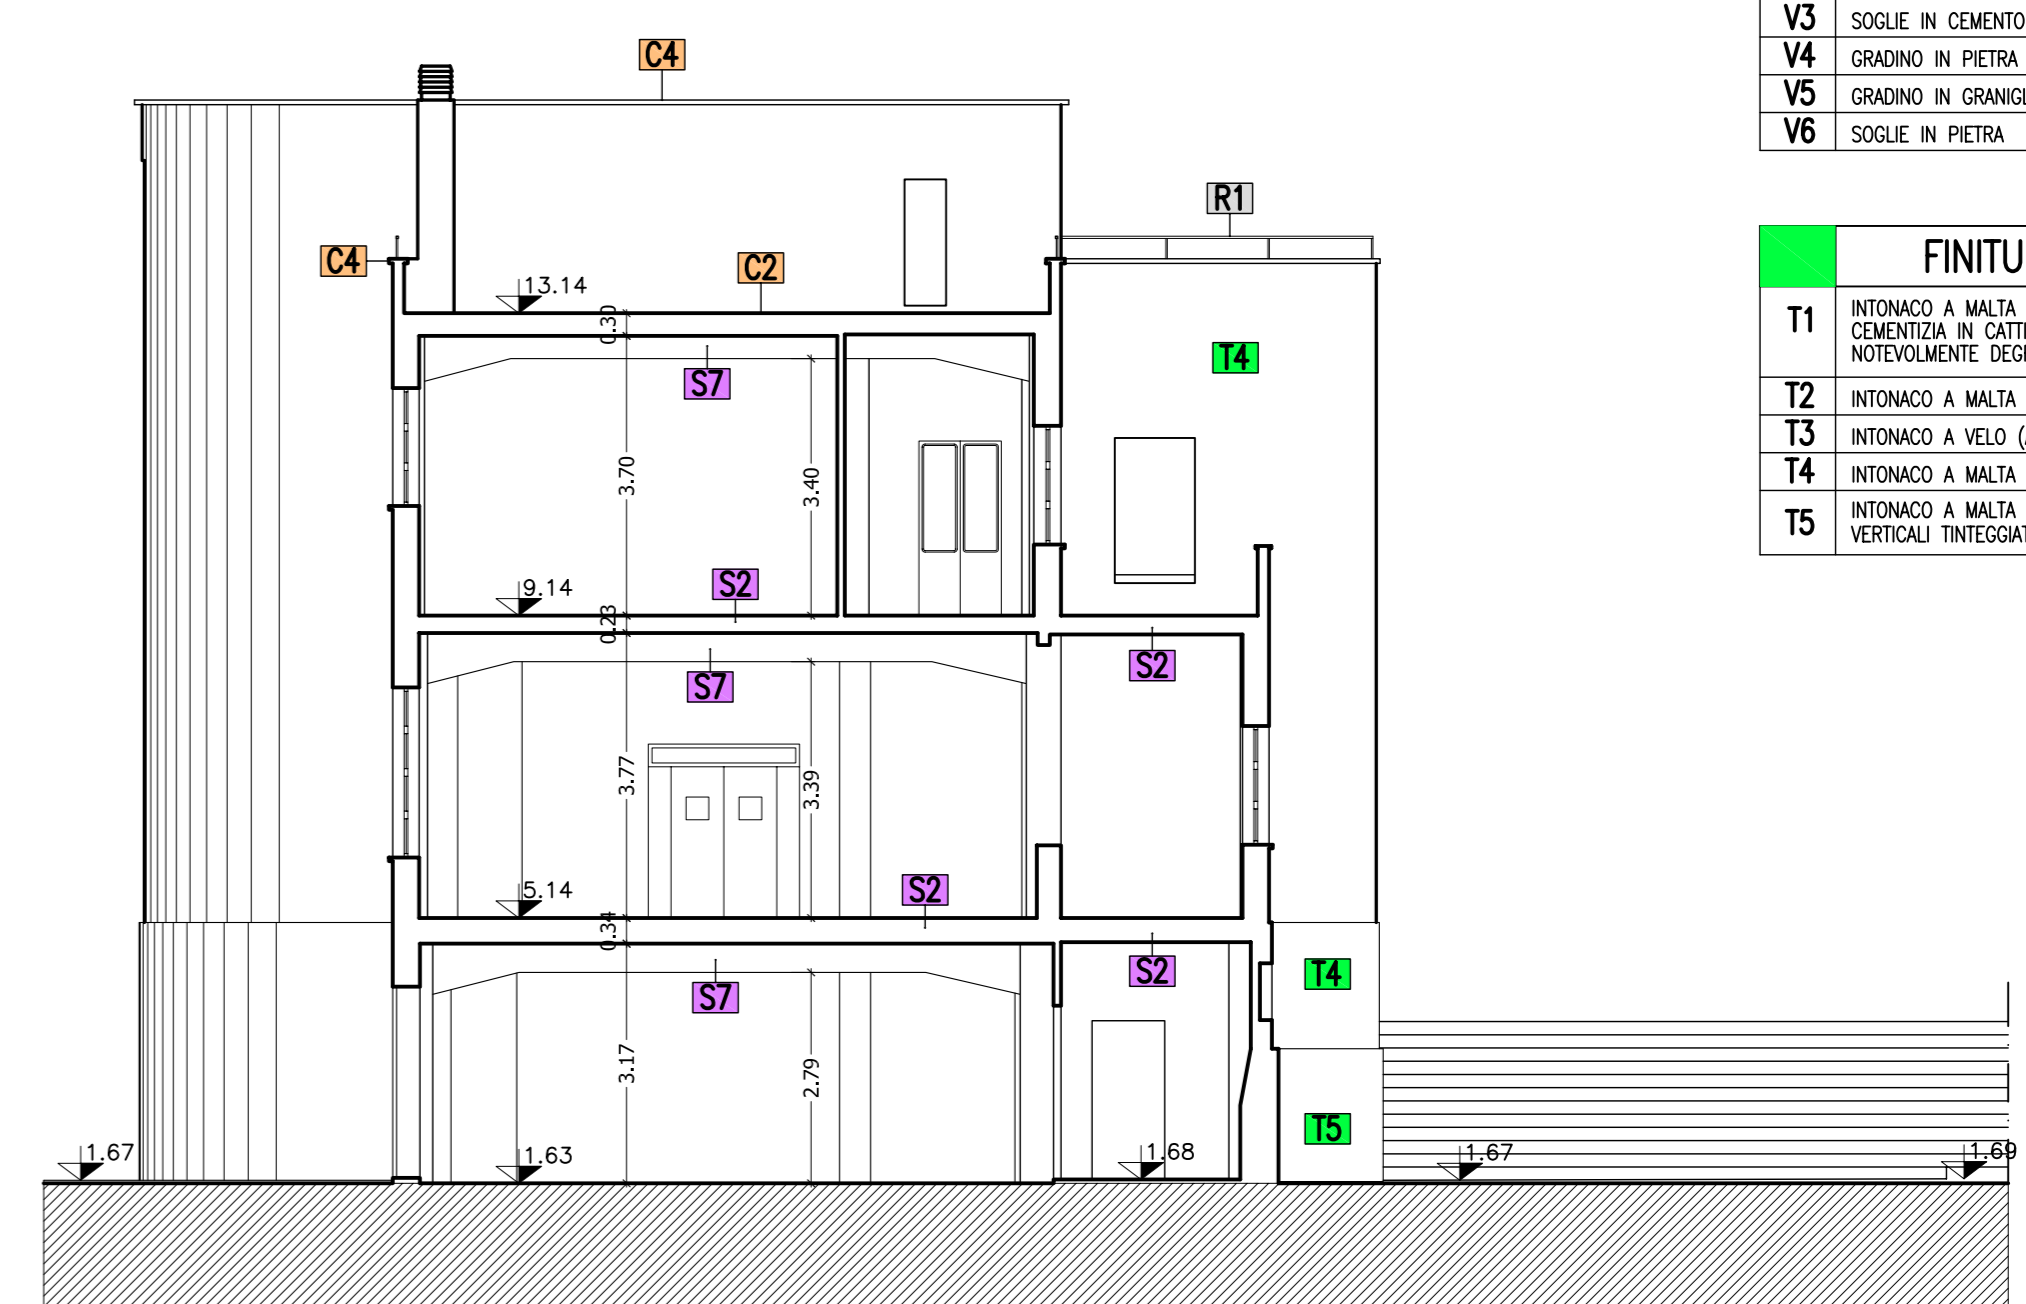 V3 SOGLIE IN CEMENTO
V4 GRADINO IN PIETRA
V5 GRADINO IN GRANIGL
V6 SOGLIE IN PIETRA
C4
R1
C4
C2
13.14
0.30
S7
T4
3.70
3.40
S2
9.14
0.23
S7
S2
3.77
3.39
S2
5.14
0.34
S7
S2
T4
3.17
2.79
T5
1.67
1.63
1.68
1.67
1.69
FINITU
T1 INTONACO A MALTA
CEMENTIZIA IN CATTI
NOTEVOLMENTE DEG
T2 INTONACO A MALTA
T3 INTONACO A VELO (
T4 INTONACO A MALTA
T5 INTONACO A MALTA
VERTICALI TINTEGGIAT